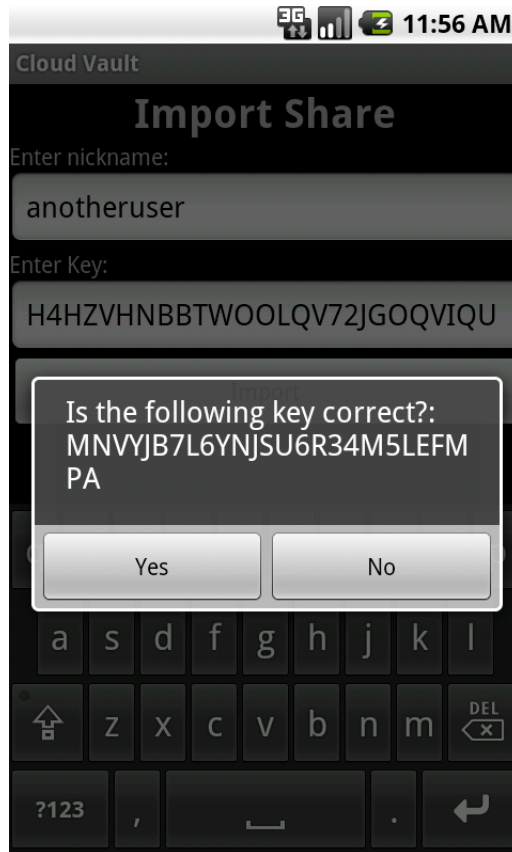 3G 11:56 AM
Cloud Vault
Import Share
Enter nickname:
anotheruser
Enter Key:
H4HZVHNBBTWOOLQV72JGOQVIQU
Import
Is the following key correct?:
MNVYJB7L6YNJSU6R34M5LEFM
PA
Yes No
a s d f g h j k l
z x c v b n m DEL
?123 , .